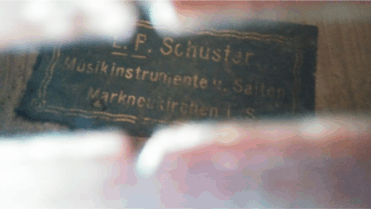 L. P. Schuster
Musikinstrumente u. Saiten
Markneukirchen i. S.